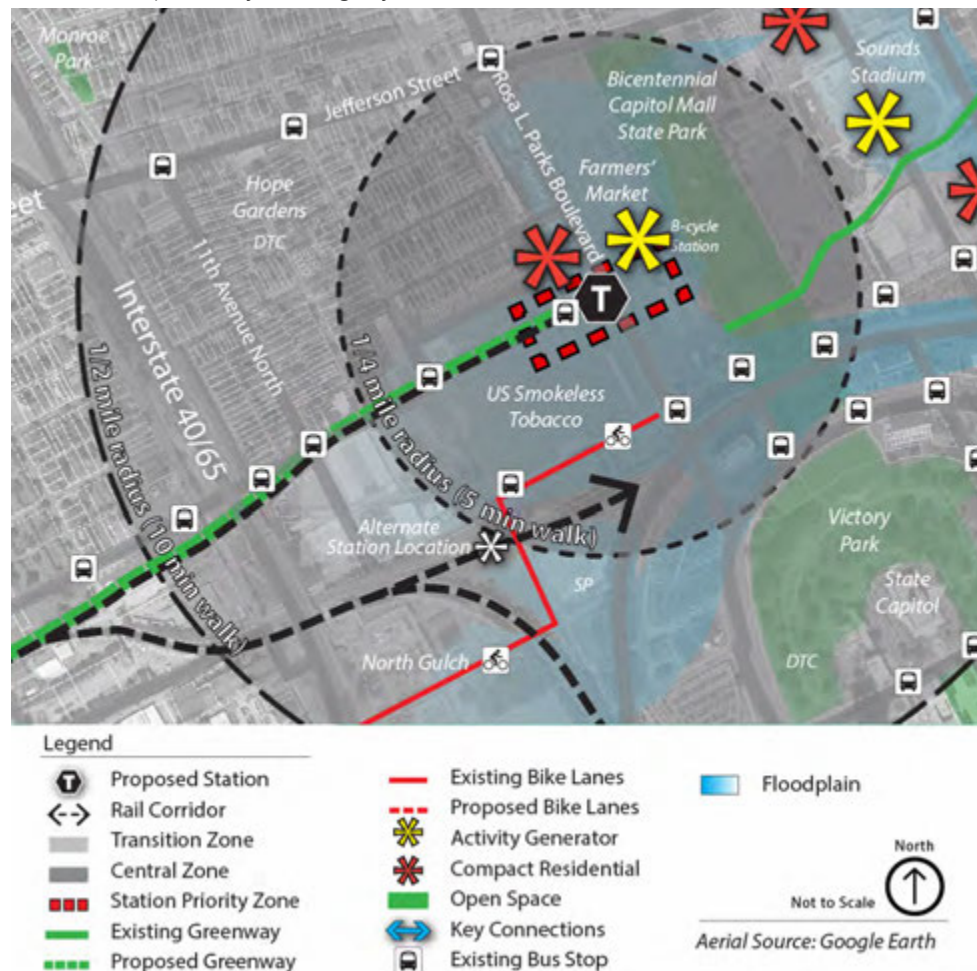 Monroe
Park
Jefferson Street
Rosa L. Parks Boulevard
Bicentennial
Capitol Mall
State Park
Sounds
Stadium
Farmers'
Market
B-cycle
Station
Hope
Gardens
DTC
eet
11th Avenue North
Interstate 40/65
1/2 mile radius (10 min walk)
1/4 mile radius (5 min walk)
T
US Smokeless
Tobacco
Alternate
Station Location
SP
Victory
Park
State
Capitol
DTC
North Gulch
Legend
T Proposed Station
Rail Corridor
Transition Zone
Central Zone
Station Priority Zone
Existing Greenway
Proposed Greenway
Existing Bike Lanes
Proposed Bike Lanes
Activity Generator
Compact Residential
Open Space
Key Connections
Existing Bus Stop
Floodplain
North
Not to Scale
Aerial Source: Google Earth